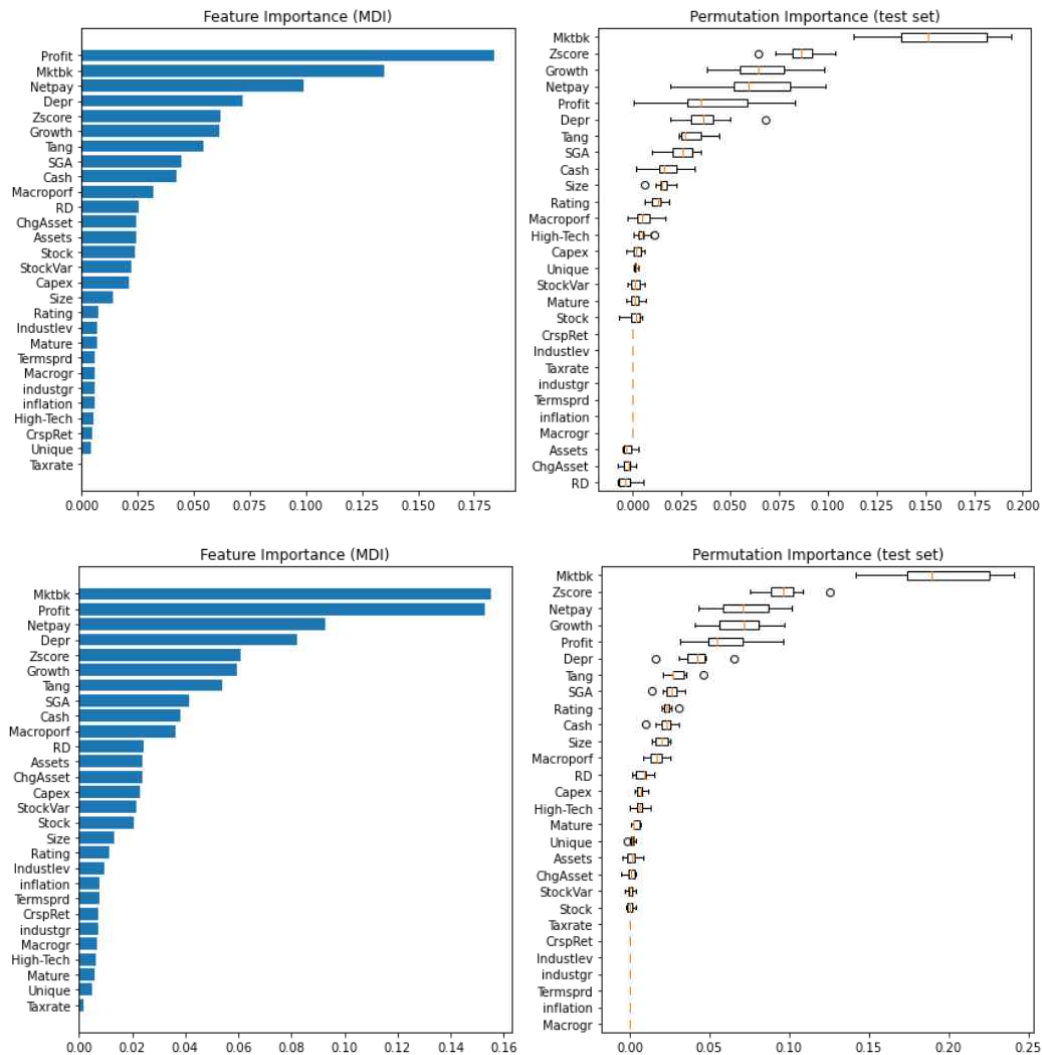 Feature Importance (MDI)
Profit
Mktbk
Netpay
Depr
Zscore
Growth
Tang
SGA
Cash
Macroporf
RD
ChgAsset
Assets
Stock
StockVar
Capex
Size
Rating
Industlev
Mature
Termsprd
Macrogr
industgr
inflation
High-Tech
CrspRet
Unique
Taxrate
0.000 0.025 0.050 0.075 0.100 0.125 0.150 0.175
Permutation Importance (test set)
Mktbk
Zscore
Growth
Netpay
Profit
Depr
Tang
SGA
Cash
Size
Rating
Macroporf
High-Tech
Capex
Unique
StockVar
Mature
Stock
CrspRet
Industlev
Taxrate
industgr
Termsprd
inflation
Macrogr
Assets
ChgAsset
RD
0.000 0.025 0.050 0.075 0.100 0.125 0.150 0.175 0.200
Feature Importance (MDI)
Mktbk
Profit
Netpay
Depr
Zscore
Growth
Tang
SGA
Cash
Macroporf
RD
Assets
ChgAsset
Capex
StockVar
Stock
Size
Rating
Industlev
inflation
Termsprd
CrspRet
industgr
Macrogr
High-Tech
Mature
Unique
Taxrate
0.00 0.02 0.04 0.06 0.08 0.10 0.12 0.14 0.16
Permutation Importance (test set)
Mktbk
Zscore
Netpay
Growth
Profit
Depr
Tang
SGA
Rating
Cash
Size
Macroporf
RD
Capex
High-Tech
Mature
Unique
Assets
ChgAsset
StockVar
Stock
Taxrate
CrspRet
Industlev
industgr
Termsprd
inflation
Macrogr
0.00 0.05 0.10 0.15 0.20 0.25